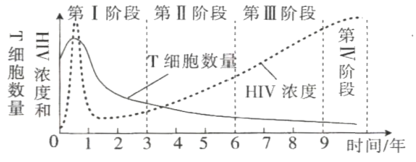 第Ⅰ阶段 第Ⅱ阶段 第Ⅲ阶段
第Ⅳ阶段
T细胞数量
HIV浓度
HIV浓度和
T细胞数量
0 1 2 3 4 5 6 7 8 9 时间/年